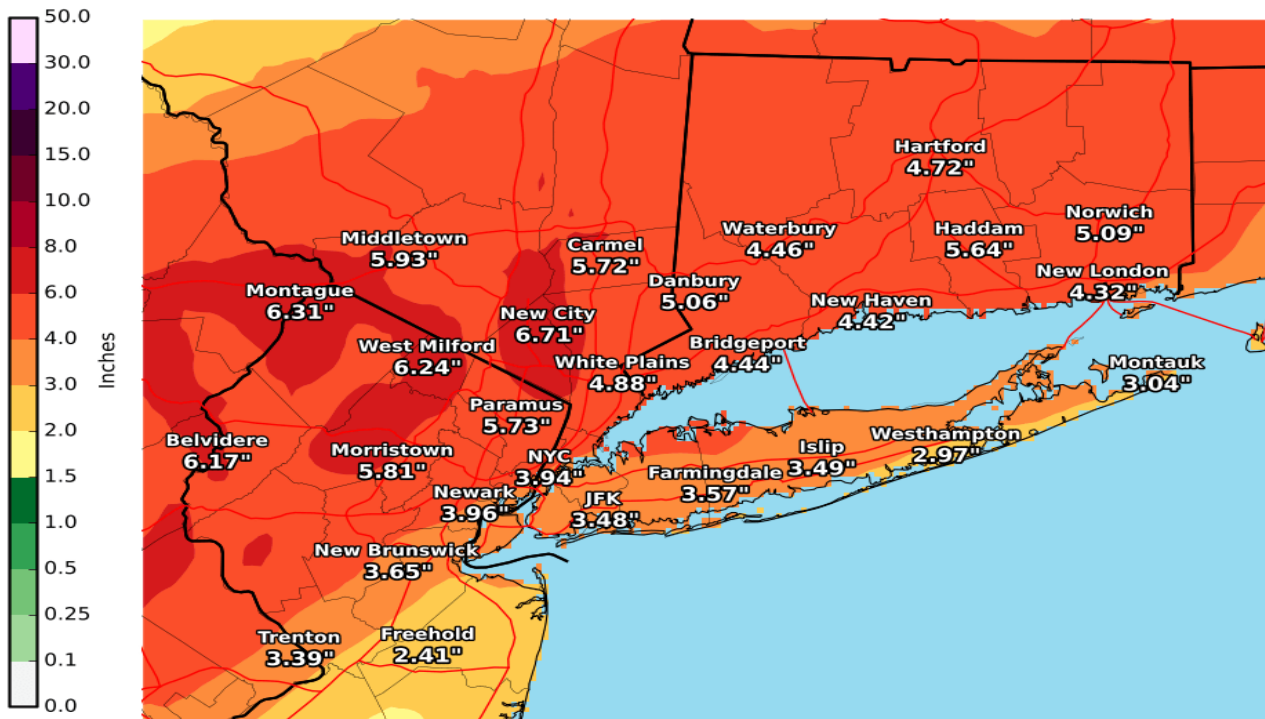 50.0
30.0
20.0
15.0
10.0
8.0
6.0
4.0
3.0
2.0
1.5
1.0
0.5
0.25
0.1
0.0
Inches
Hartford
4.72"
Norwich
5.09"
Waterbury
4.46"
Haddam
5.64"
Middletown
5.93"
Carmel
5.72"
New London
4.32"
Danbury
5.06"
Montague
6.31"
New Haven
4.42"
New City
6.71"
Bridgeport
4.44"
West Milford
6.24"
White Plains
4.88"
Montauk
3.04"
Paramus
5.73"
Belvidere
6.17"
Westhampton
2.97"
Morristown
5.81"
Islip
3.49"
NYC
3.94"
Farmingdale
3.57"
Newark
3.96"
JFK
3.48"
New Brunswick
3.65"
Trenton
3.39"
Freehold
2.41"